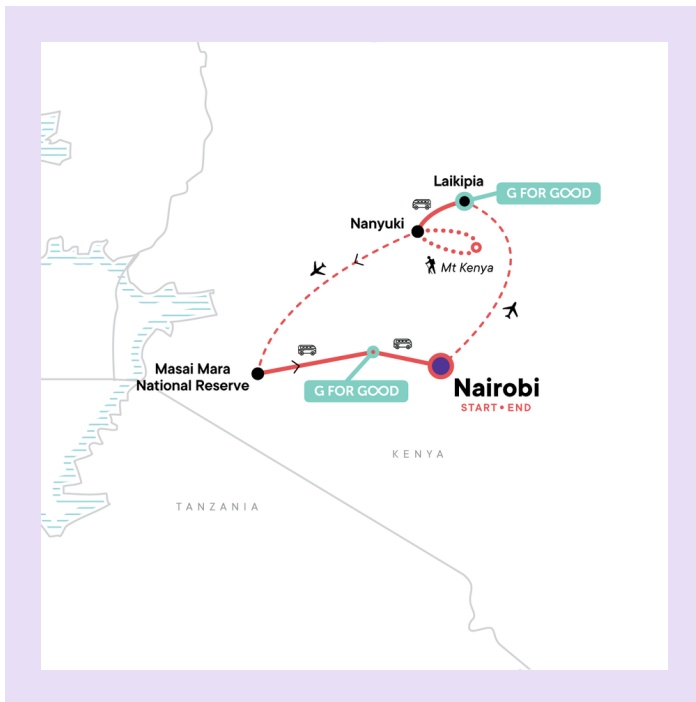 Laikipia
G FOR GOOD
Nanyuki
Mt Kenya
Masai Mara
National Reserve
G FOR GOOD
Nairobi
START • END
KENYA
TANZANIA